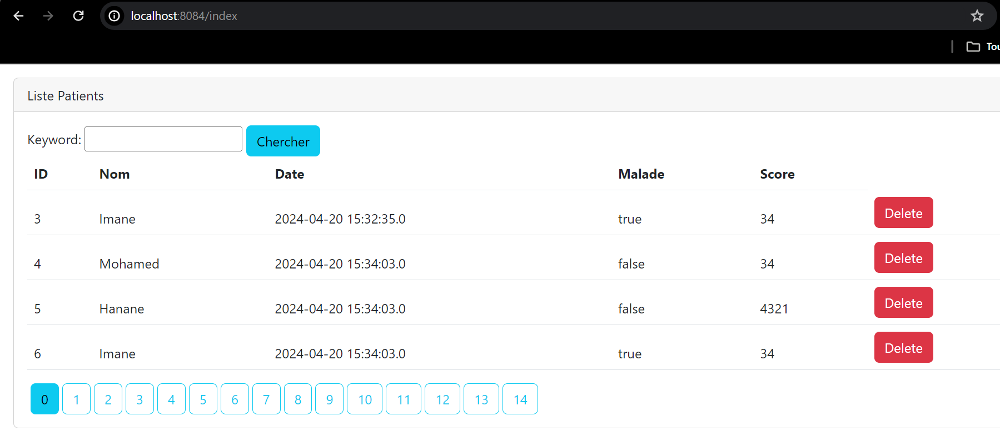 localhost:8084/index
Tou
Liste Patients
Keyword: Chercher
ID Nom Date Malade Score
3 Imane 2024-04-20 15:32:35.0 true 34 Delete
4 Mohamed 2024-04-20 15:34:03.0 false 34 Delete
5 Hanane 2024-04-20 15:34:03.0 false 4321 Delete
6 Imane 2024-04-20 15:34:03.0 true 34 Delete
0 1 2 3 4 5 6 7 8 9 10 11 12 13 14